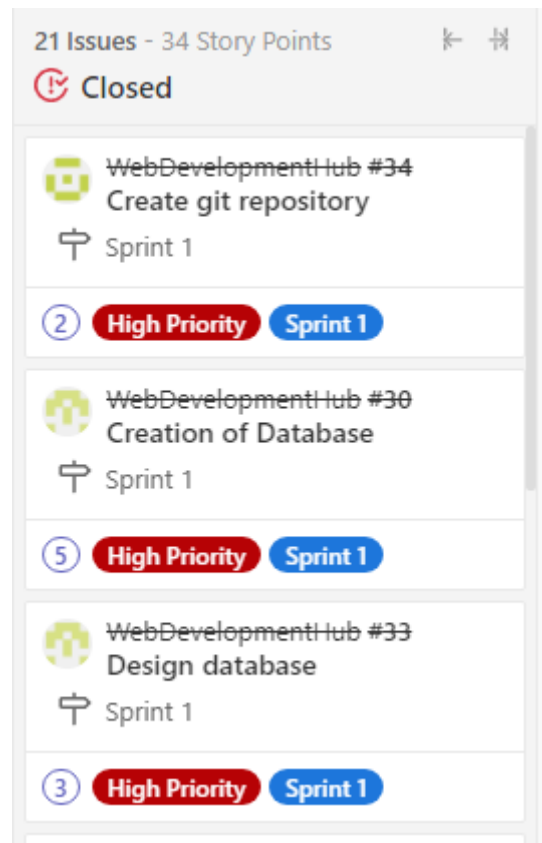 21 Issues - 34 Story Points
Closed
WebDevelopmentHub #34
Create git repository
Sprint 1
2 High Priority Sprint 1
WebDevelopmentHub #30
Creation of Database
Sprint 1
5 High Priority Sprint 1
WebDevelopmentHub #33
Design database
Sprint 1
3 High Priority Sprint 1